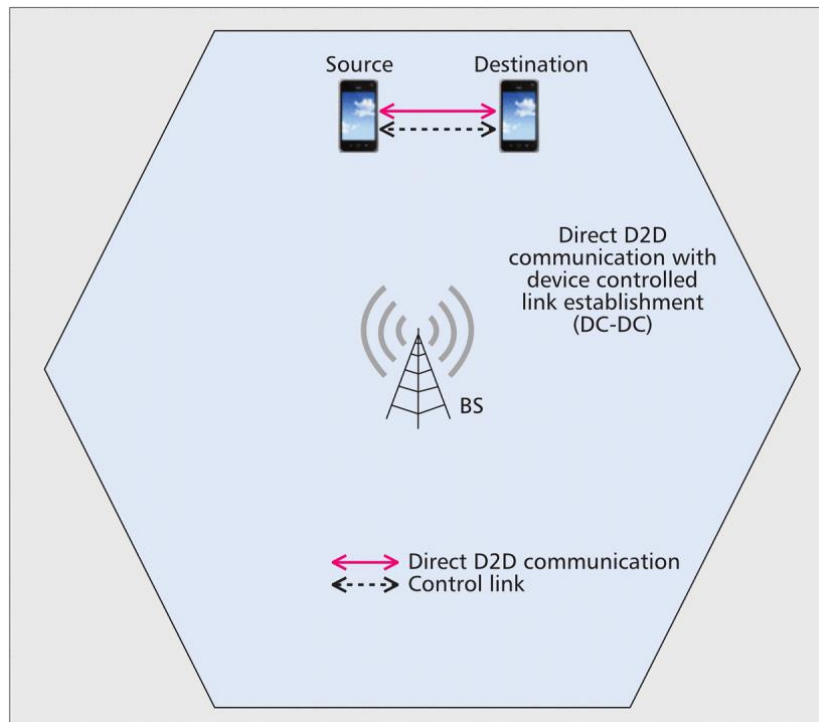 Source
Destination
Direct D2D
communication with
device controlled
link establishment
(DC-DC)
BS
Direct D2D communication
Control link